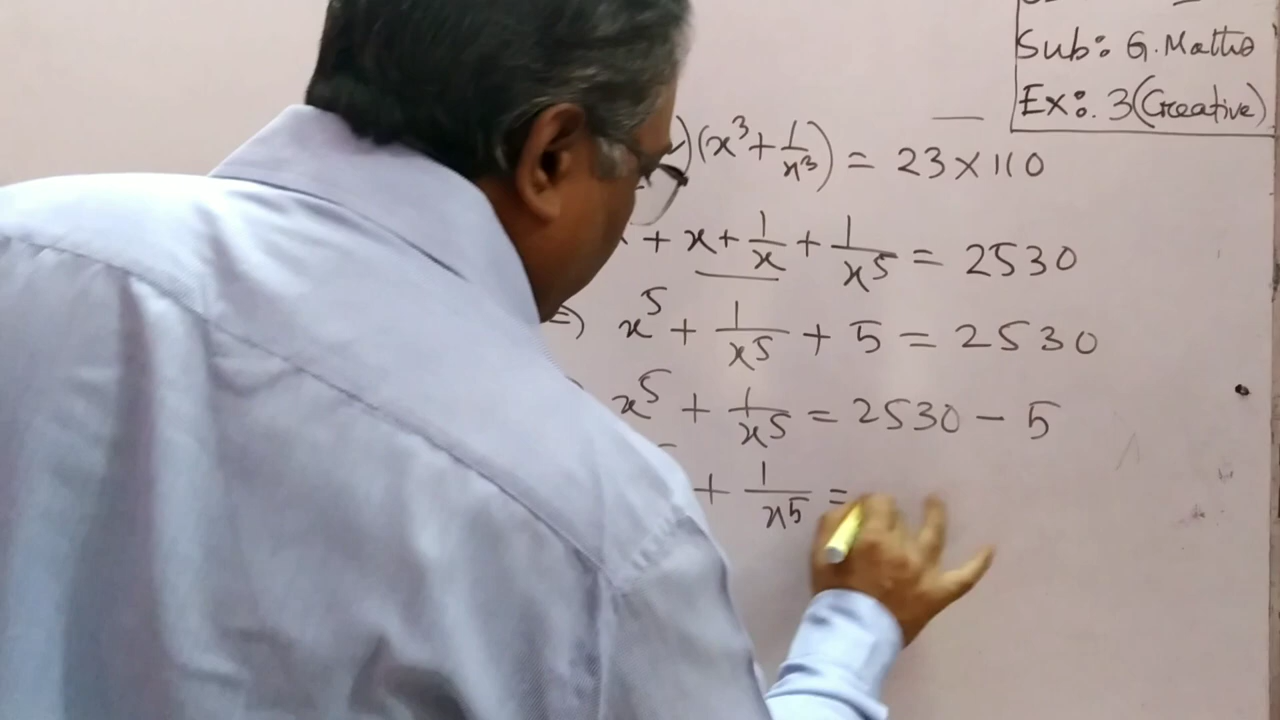 Sub: G. Maths
Ex: 3 (Creative)
) (x³ + 1/x³) = 23 × 110
+ x + 1/x + 1/x⁵ = 2530
⇒) x⁵ + 1/x⁵ + 5 = 2530
x⁵ + 1/x⁵ = 2530 - 5
+ 1/x⁵ =